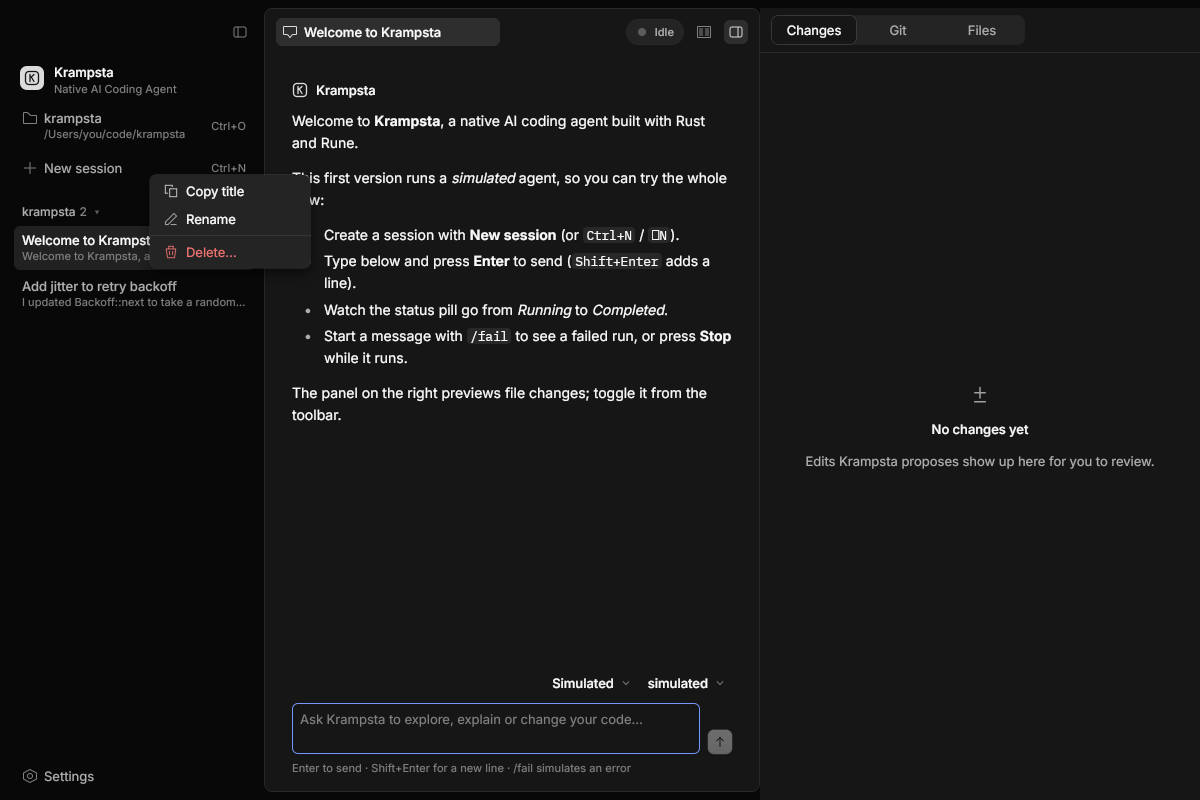 Krampsta
Native AI Coding Agent
krampsta
/Users/you/code/krampsta
Ctrl+O
New session
Ctrl+N
krampsta 2
Welcome to Krampst
Welcome to Krampsta, a
Add jitter to retry backoff
I updated Backoff::next to take a random...
Settings
Copy title
Rename
Delete...
Welcome to Krampsta
Idle
Krampsta
Welcome to Krampsta, a native AI coding agent built with Rust
and Rune.
is first version runs a simulated agent, so you can try the whole
Create a session with New session (or Ctrl+N / N).
Type below and press Enter to send ( Shift+Enter adds a
line).
• Watch the status pill go from Running to Completed.
• Start a message with /fail to see a failed run, or press Stop
while it runs.
The panel on the right previews file changes; toggle it from the
toolbar.
Simulated
simulated
Ask Krampsta to explore, explain or change your code...
Enter to send · Shift+Enter for a new line · /fail simulates an error
Changes
Git
Files
No changes yet
Edits Krampsta proposes show up here for you to review.